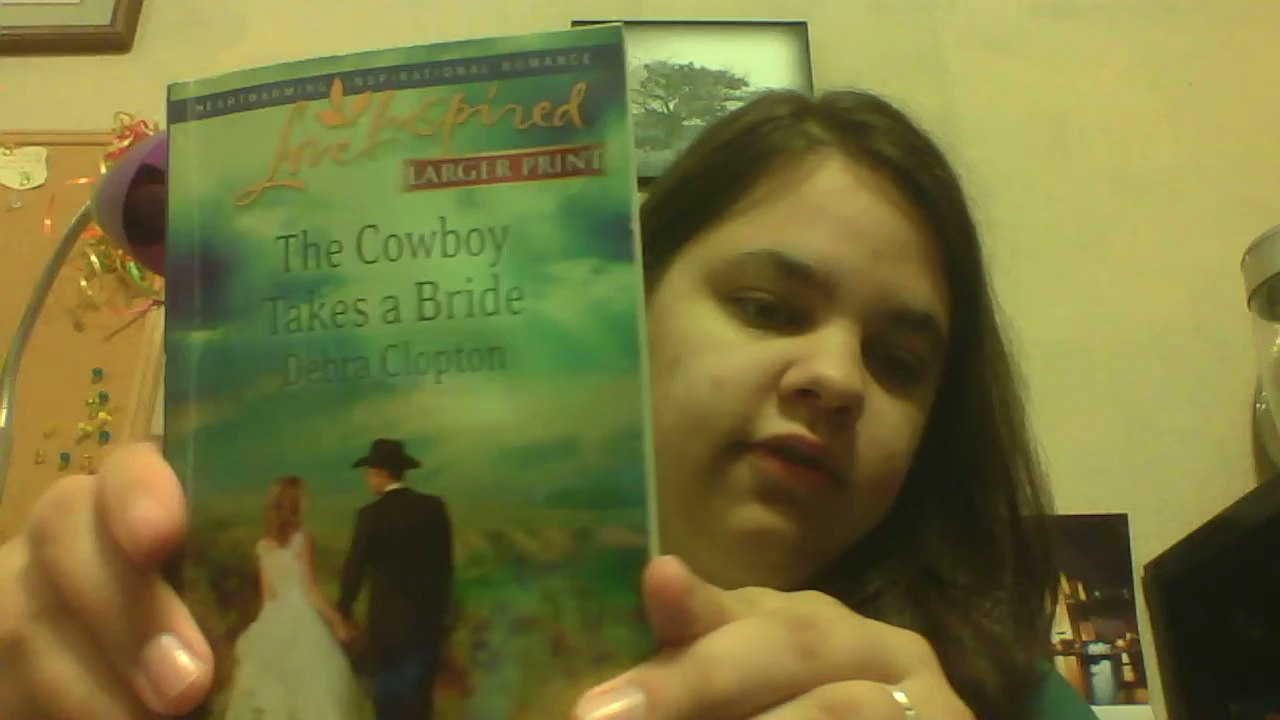 HEARTWARMING INSPIRATIONAL ROMANCE
Love Inspired
LARGER PRINT
The Cowboy
Takes a Bride
Debra Clopton